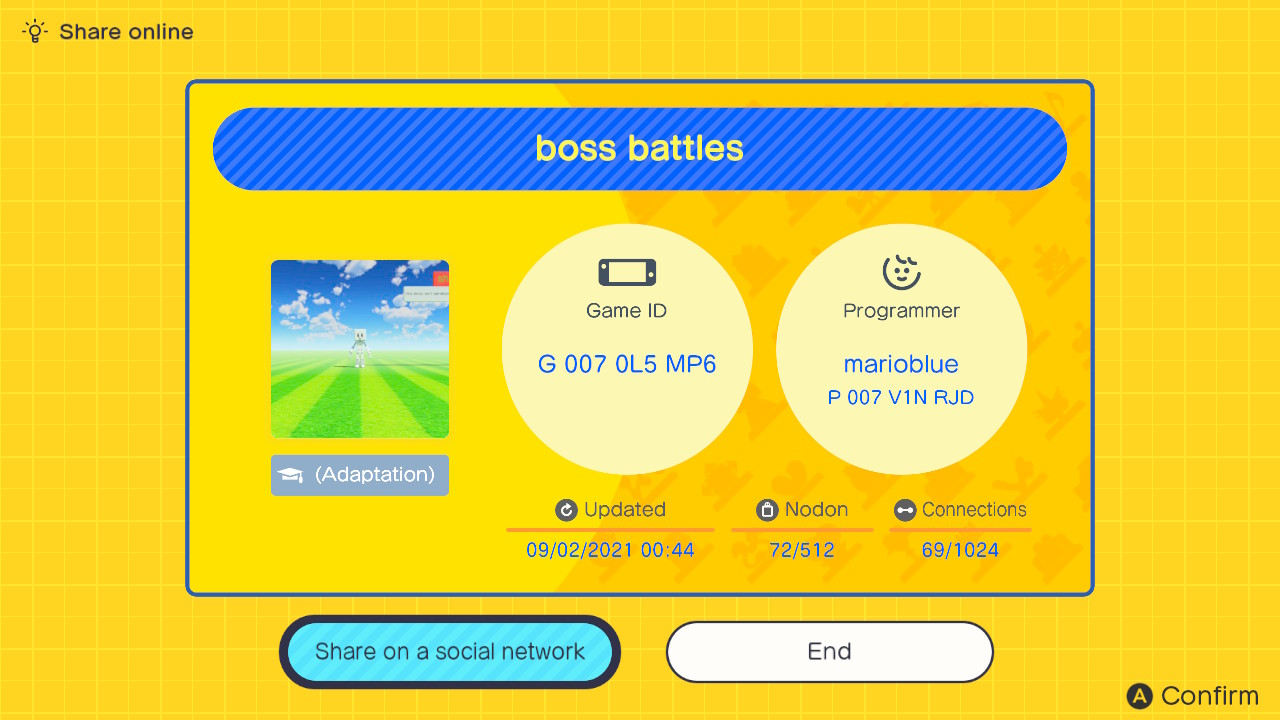 Share online
boss battles
Game ID
G 007 0L5 MP6
Programmer
marioblue
P 007 V1N RJD
(Adaptation)
Updated
09/02/2021 00:44
Nodon
72/512
Connections
69/1024
Share on a social network
End
A Confirm